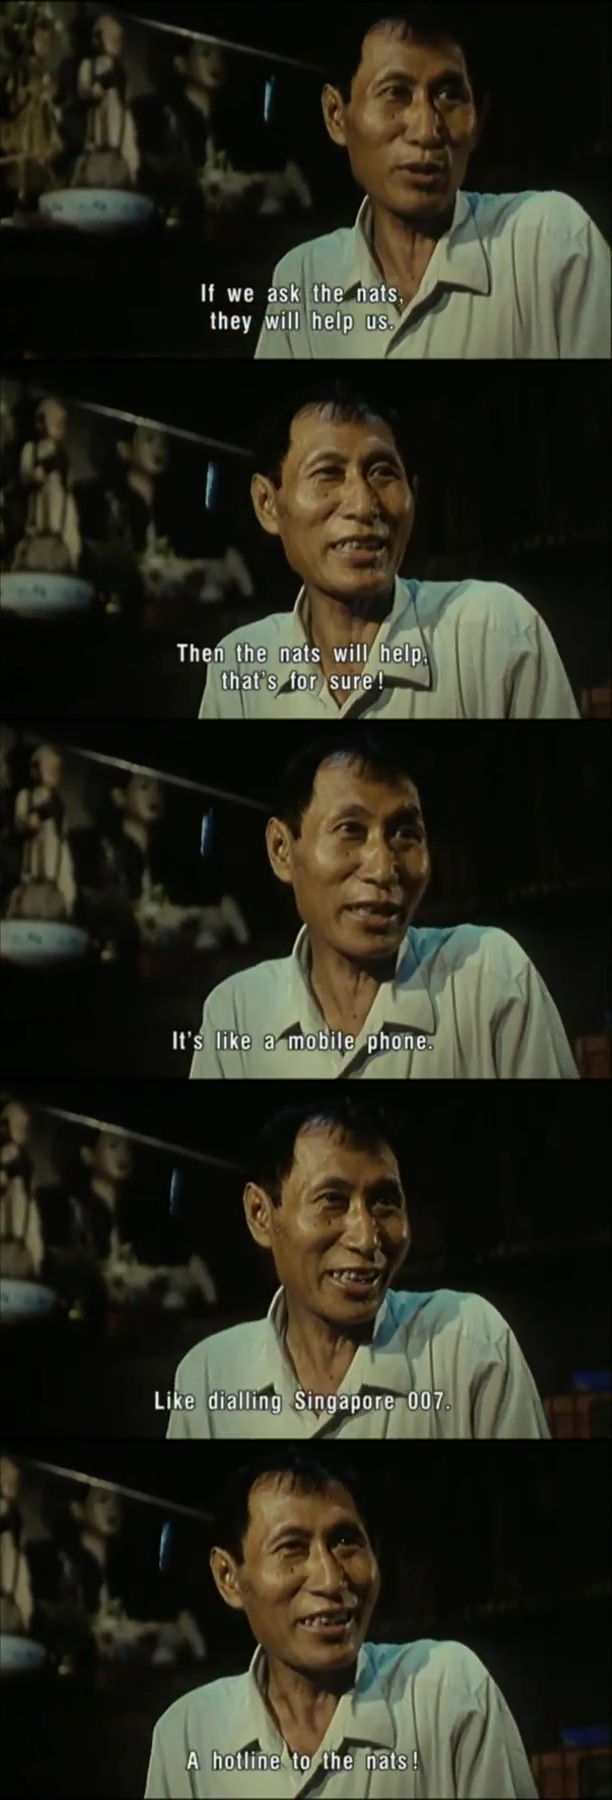 If we ask the nats,
they will help us.
Then the nats will help,
that's for sure!
It's like a mobile phone.
Like dialling Singapore 007.
A hotline to the nats!